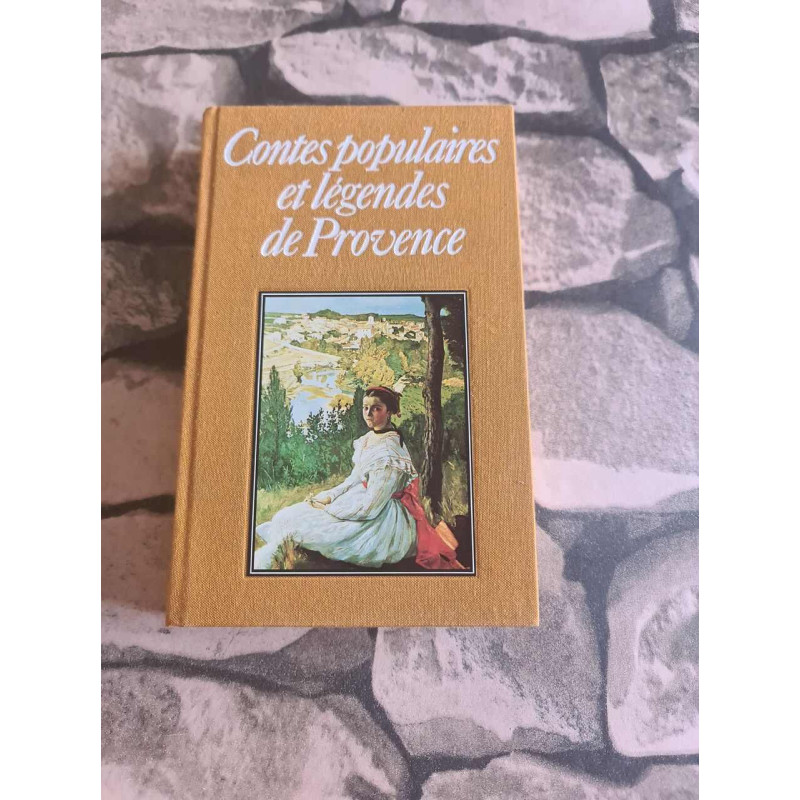 Contes populaires
et légendes
de Provence